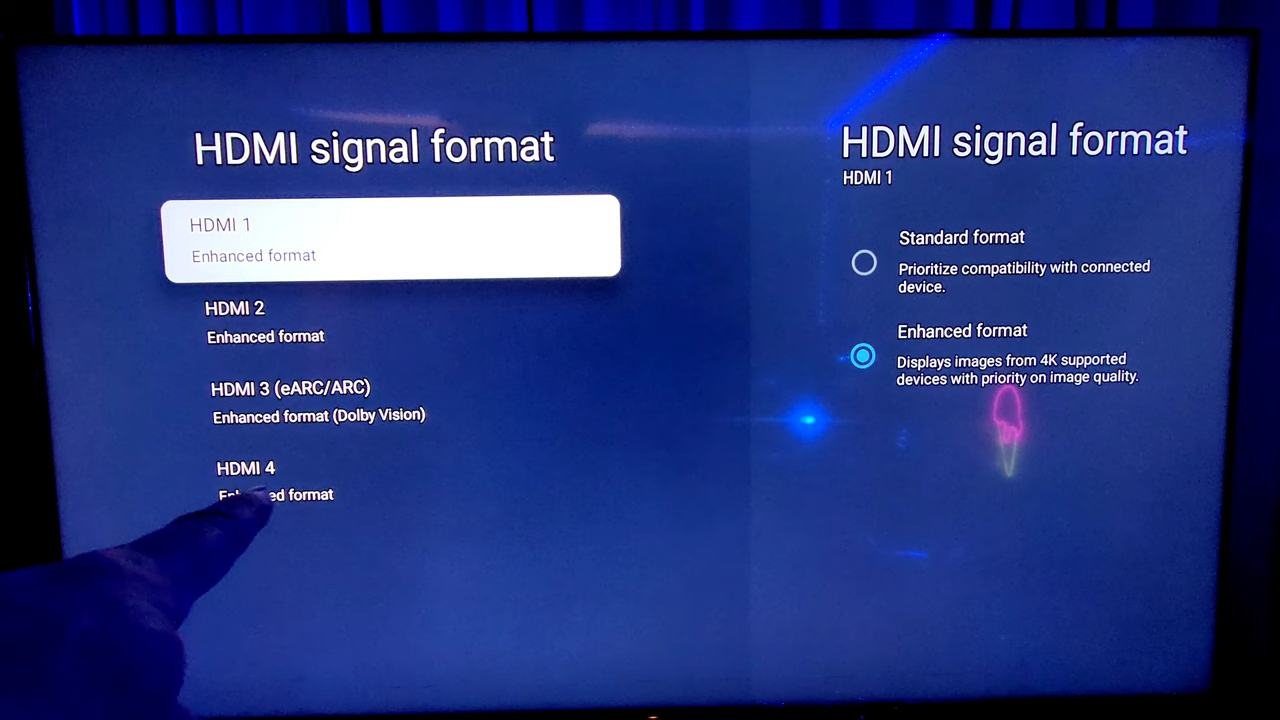 HDMI signal format
HDMI 1
Enhanced format
HDMI 2
Enhanced format
HDMI 3 (eARC/ARC)
Enhanced format (Dolby Vision)
HDMI 4
format
HDMI signal format
HDMI 1
Standard format
Prioritize compatibility with connected
device.
Enhanced format
Displays images from 4K supported
devices with priority on image quality.